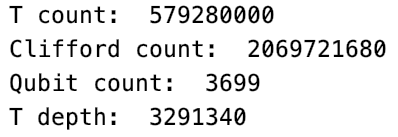 T count:  579280000
Clifford count:  2069721680
Qubit count:  3699
T depth:  3291340